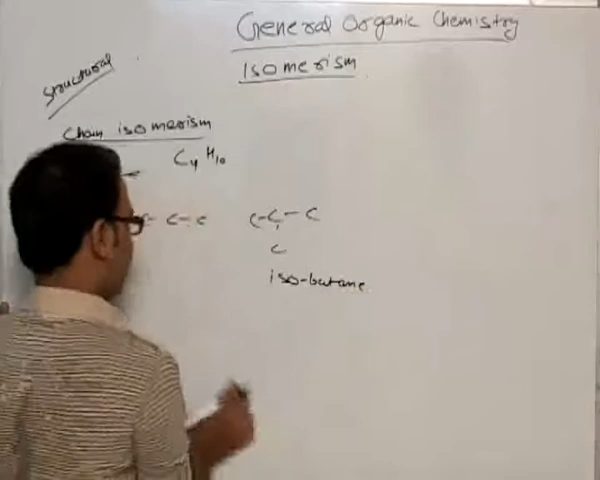 General Organic Chemistry
Isomerism
Structural
Chain isomerism
C4 H10
C- C- C
C-C-C
C
iso-butane